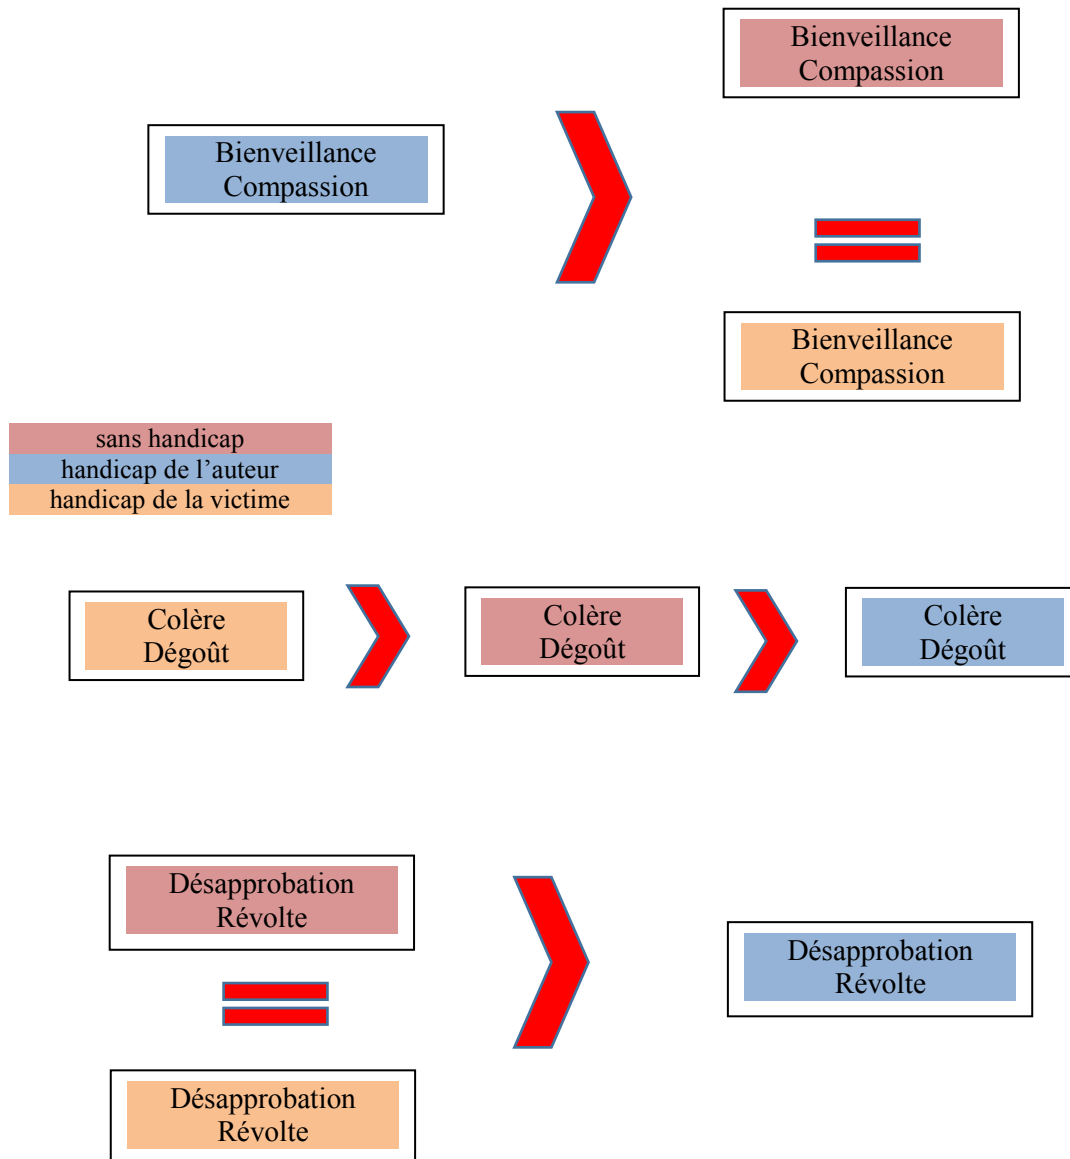 Bienveillance
Compassion
Bienveillance
Compassion
Bienveillance
Compassion
sans handicap
handicap de l’auteur
handicap de la victime
Colère
Dégoût
Colère
Dégoût
Colère
Dégoût
Désapprobation
Révolte
Désapprobation
Révolte
Désapprobation
Révolte